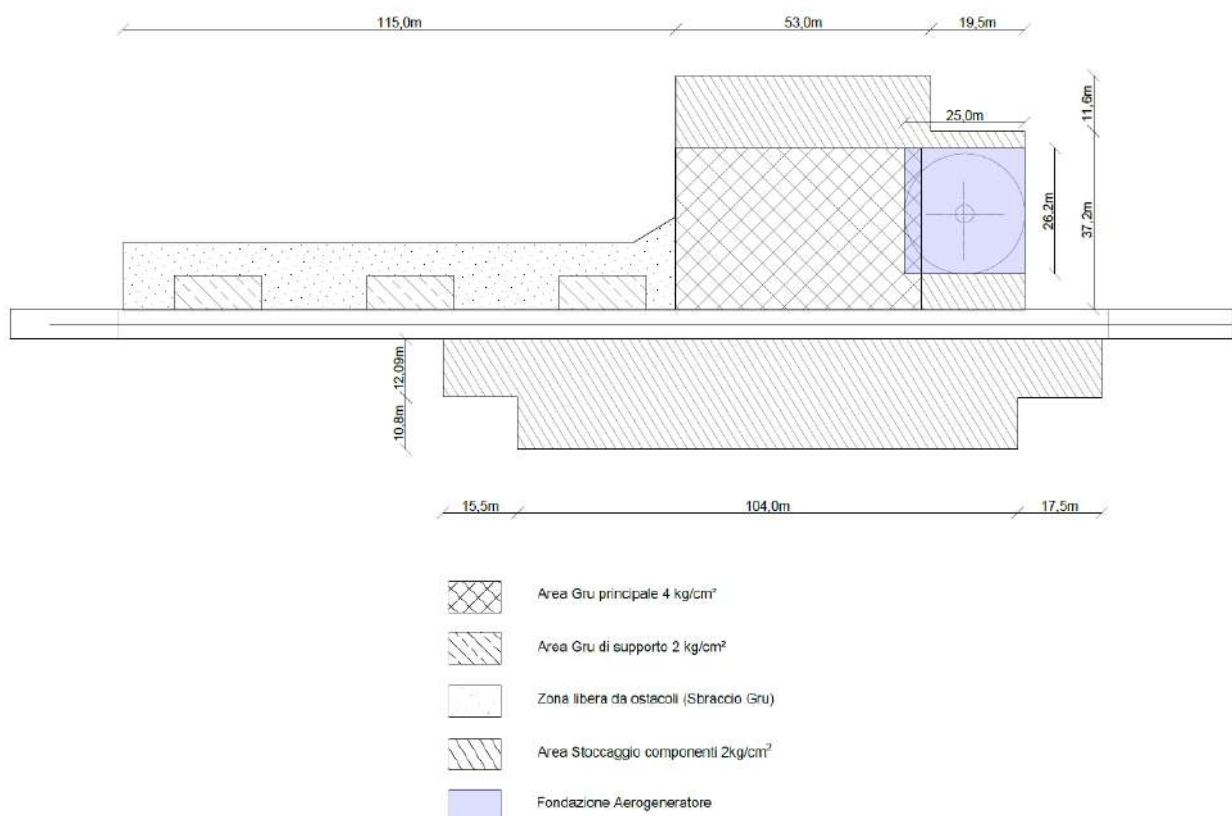 115,0m
53,0m
19,5m
11,6m
25,0m
26,2m
37,2m
12,09m
10,8m
15,5m
104,0m
17,5m
Area Gru principale 4 kg/cm²
Area Gru di supporto 2 kg/cm²
Zona libera da ostacoli (Sbraccio Gru)
Area Stoccaggio componenti 2kg/cm²
Fondazione Aerogeneratore